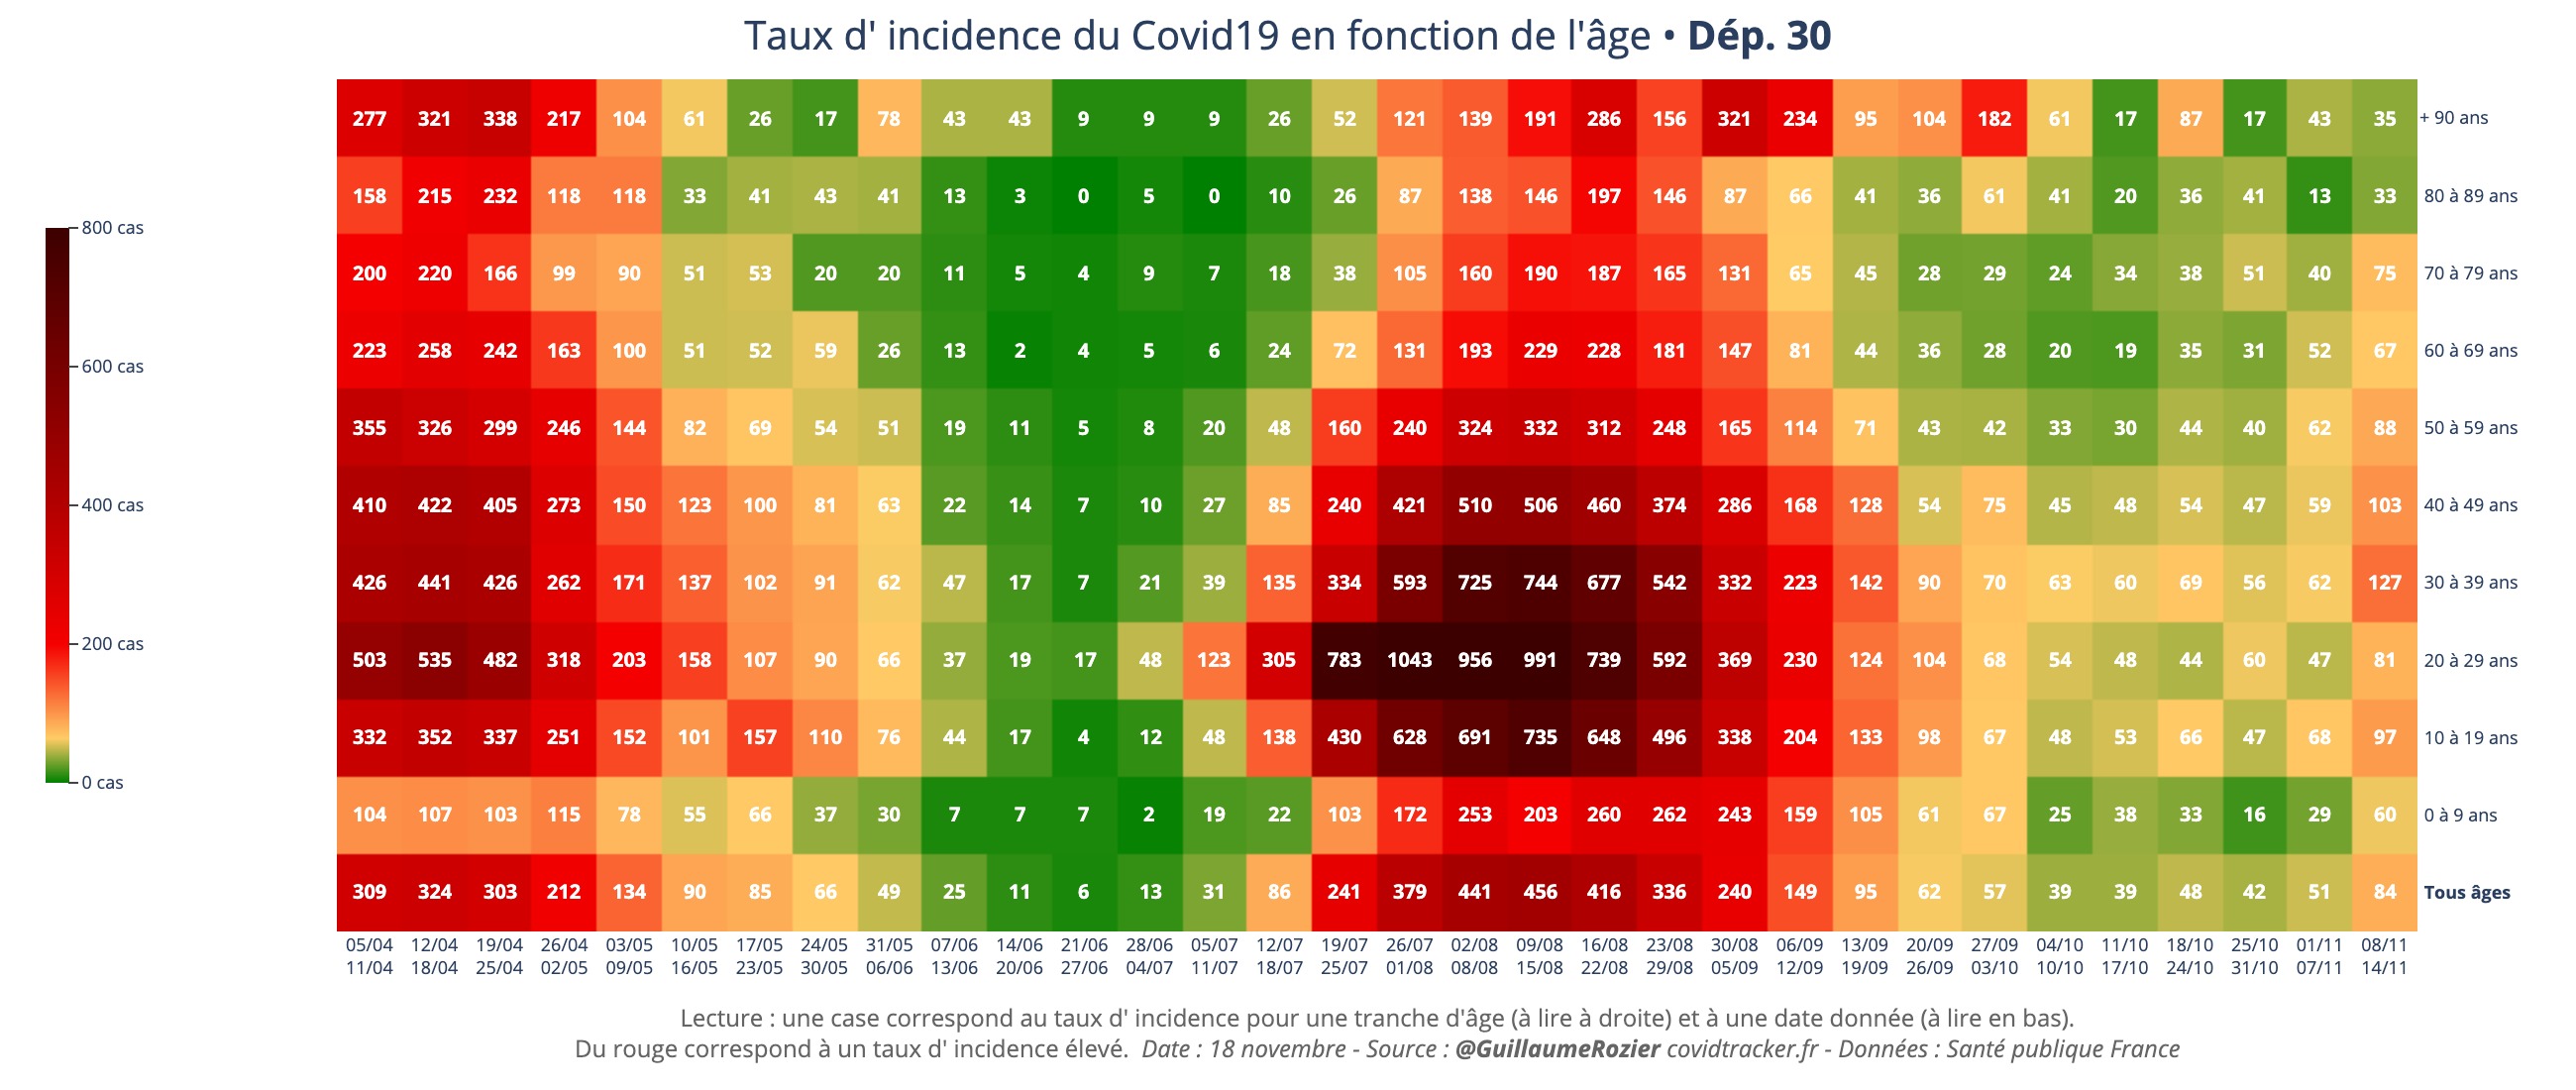 Taux d' incidence du Covid19 en fonction de l'âge • Dép. 30
800 cas
600 cas
400 cas
200 cas
0 cas
277 321 338 217 104 61 26 17 78 43 43 9 9 9 26 52 121 139 191 286 156 321 234 95 104 182 61 17 87 17 43 35 + 90 ans
158 215 232 118 118 33 41 43 41 13 3 0 5 0 10 26 87 138 146 197 146 87 66 41 36 61 41 20 36 41 13 33 80 à 89 ans
200 220 166 99 90 51 53 20 20 11 5 4 9 7 18 38 105 160 190 187 165 131 65 45 28 29 24 34 38 51 40 75 70 à 79 ans
223 258 242 163 100 51 52 59 26 13 2 4 5 6 24 72 131 193 229 228 181 147 81 44 36 28 20 19 35 31 52 67 60 à 69 ans
355 326 299 246 144 82 69 54 51 19 11 5 8 20 48 160 240 324 332 312 248 165 114 71 43 42 33 30 44 40 62 88 50 à 59 ans
410 422 405 273 150 123 100 81 63 22 14 7 10 27 85 240 421 510 506 460 374 286 168 128 54 75 45 48 54 47 59 103 40 à 49 ans
426 441 426 262 171 137 102 91 62 47 17 7 21 39 135 334 593 725 744 677 542 332 223 142 90 70 63 60 69 56 62 127 30 à 39 ans
503 535 482 318 203 158 107 90 66 37 19 17 48 123 305 783 1043 956 991 739 592 369 230 124 104 68 54 48 44 60 47 81 20 à 29 ans
332 352 337 251 152 101 157 110 76 44 17 4 12 48 138 430 628 691 735 648 496 338 204 133 98 67 48 53 66 47 68 97 10 à 19 ans
104 107 103 115 78 55 66 37 30 7 7 7 2 19 22 103 172 253 203 260 262 243 159 105 61 67 25 38 33 16 29 60 0 à 9 ans
309 324 303 212 134 90 85 66 49 25 11 6 13 31 86 241 379 441 456 416 336 240 149 95 62 57 39 39 48 42 51 84 Tous âges
05/04 12/04 19/04 26/04 03/05 10/05 17/05 24/05 31/05 07/06 14/06 21/06 28/06 05/07 12/07 19/07 26/07 02/08 09/08 16/08 23/08 30/08 06/09 13/09 20/09 27/09 04/10 11/10 18/10 25/10 01/11 08/11
11/04 18/04 25/04 02/05 09/05 16/05 23/05 30/05 06/06 13/06 20/06 27/06 04/07 11/07 18/07 25/07 01/08 08/08 15/08 22/08 29/08 05/09 12/09 19/09 26/09 03/10 10/10 17/10 24/10 31/10 07/11 14/11
Lecture : une case correspond au taux d' incidence pour une tranche d'âge (à lire à droite) et à une date donnée (à lire en bas).
Du rouge correspond à un taux d' incidence élevé. Date : 18 novembre - Source : @GuillaumeRozier covidtracker.fr - Données : Santé publique France